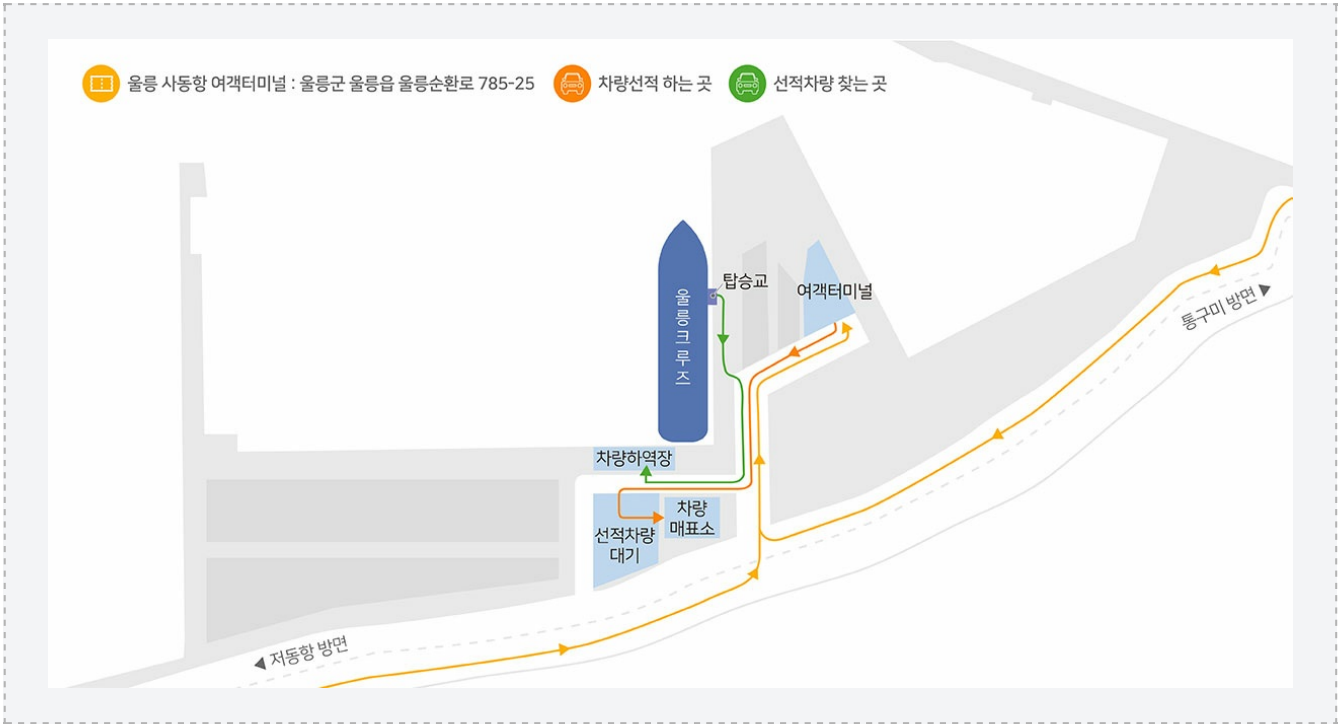 울릉 사동항 여객터미널 : 울릉군 울릉읍 울릉순환로 785-25
차량선적 하는 곳
선적차량 찾는 곳
탑승교
여객터미널
울릉크루즈
통구미 방면 ▶
차량하역장
차량
매표소
선적차량
대기
◀ 저동항 방면